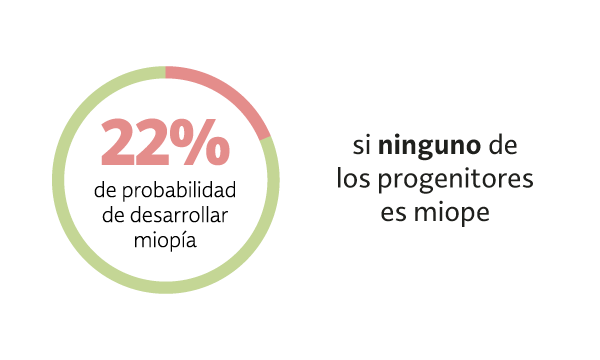 22%
de probabilidad
de desarrollar
miopía
si ninguno de
los progenitores
es miope